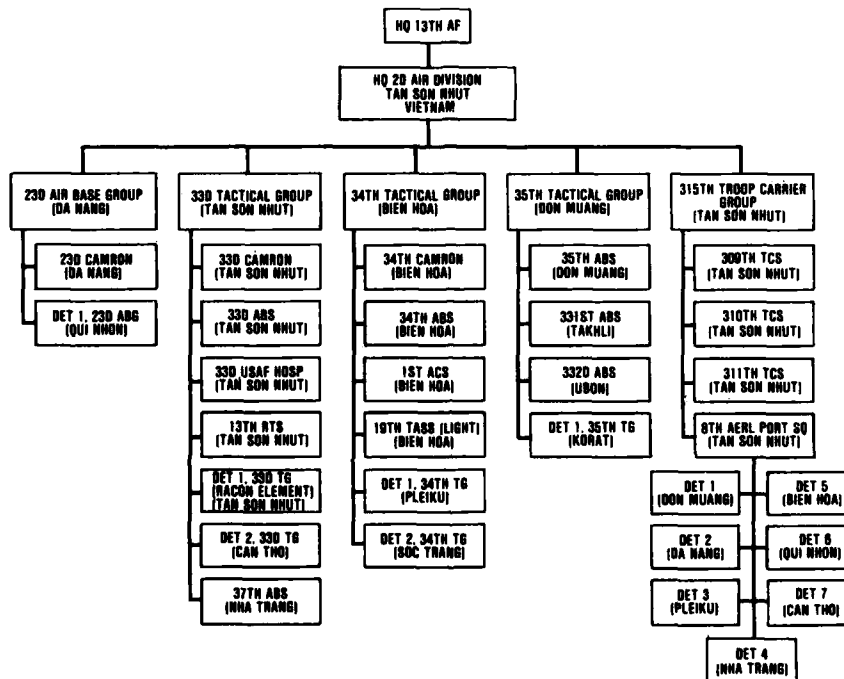 HQ 13TH AF
HQ 2D AIR DIVISION
TAN SON NHUT
VIETNAM
23D AIR BASE GROUP
(DA NANG)
23D CAMRON
(DA NANG)
DET 1, 23D ABG
(QUI NHON)
33D TACTICAL GROUP
(TAN SON NHUT)
33D CAMRON
(TAN SON NHUT)
33D ABS
(TAN SON NHUT)
33D USAF HOSP
(TAN SON NHUT)
13TH RTS
(TAN SON NHUT)
DET 1, 33D TG
(RACON ELEMENT)
(TAN SON NHUT)
DET 2, 33D TG
(CAN THO)
37TH ABS
(NHA TRANG)
34TH TACTICAL GROUP
(BIEN HOA)
34TH CAMRON
(BIEN HOA)
34TH ABS
(BIEN HOA)
1ST ACS
(BIEN HOA)
19TH TASS (LIGHT)
(BIEN HOA)
DET 1, 34TH TG
(PLEIKU)
DET 2, 34TH TG
(SOC TRANG)
35TH TACTICAL GROUP
(DON MUANG)
35TH ABS
(DON MUANG)
331ST ABS
(TAKHLI)
332D ABS
(UBON)
DET 1, 35TH TG
(KORAT)
315TH TROOP CARRIER
GROUP
(TAN SON NHUT)
309TH TCS
(TAN SON NHUT)
310TH TCS
(TAN SON NHUT)
311TH TCS
(TAN SON NHUT)
8TH AERL PORT SQ
(TAN SON NHUT)
DET 1
(DON MUANG)
DET 5
(BIEN HOA)
DET 2
(DA NANG)
DET 6
(QUI NHON)
DET 3
(PLEIKU)
DET 7
(CAN THO)
DET 4
(NHA TRANG)